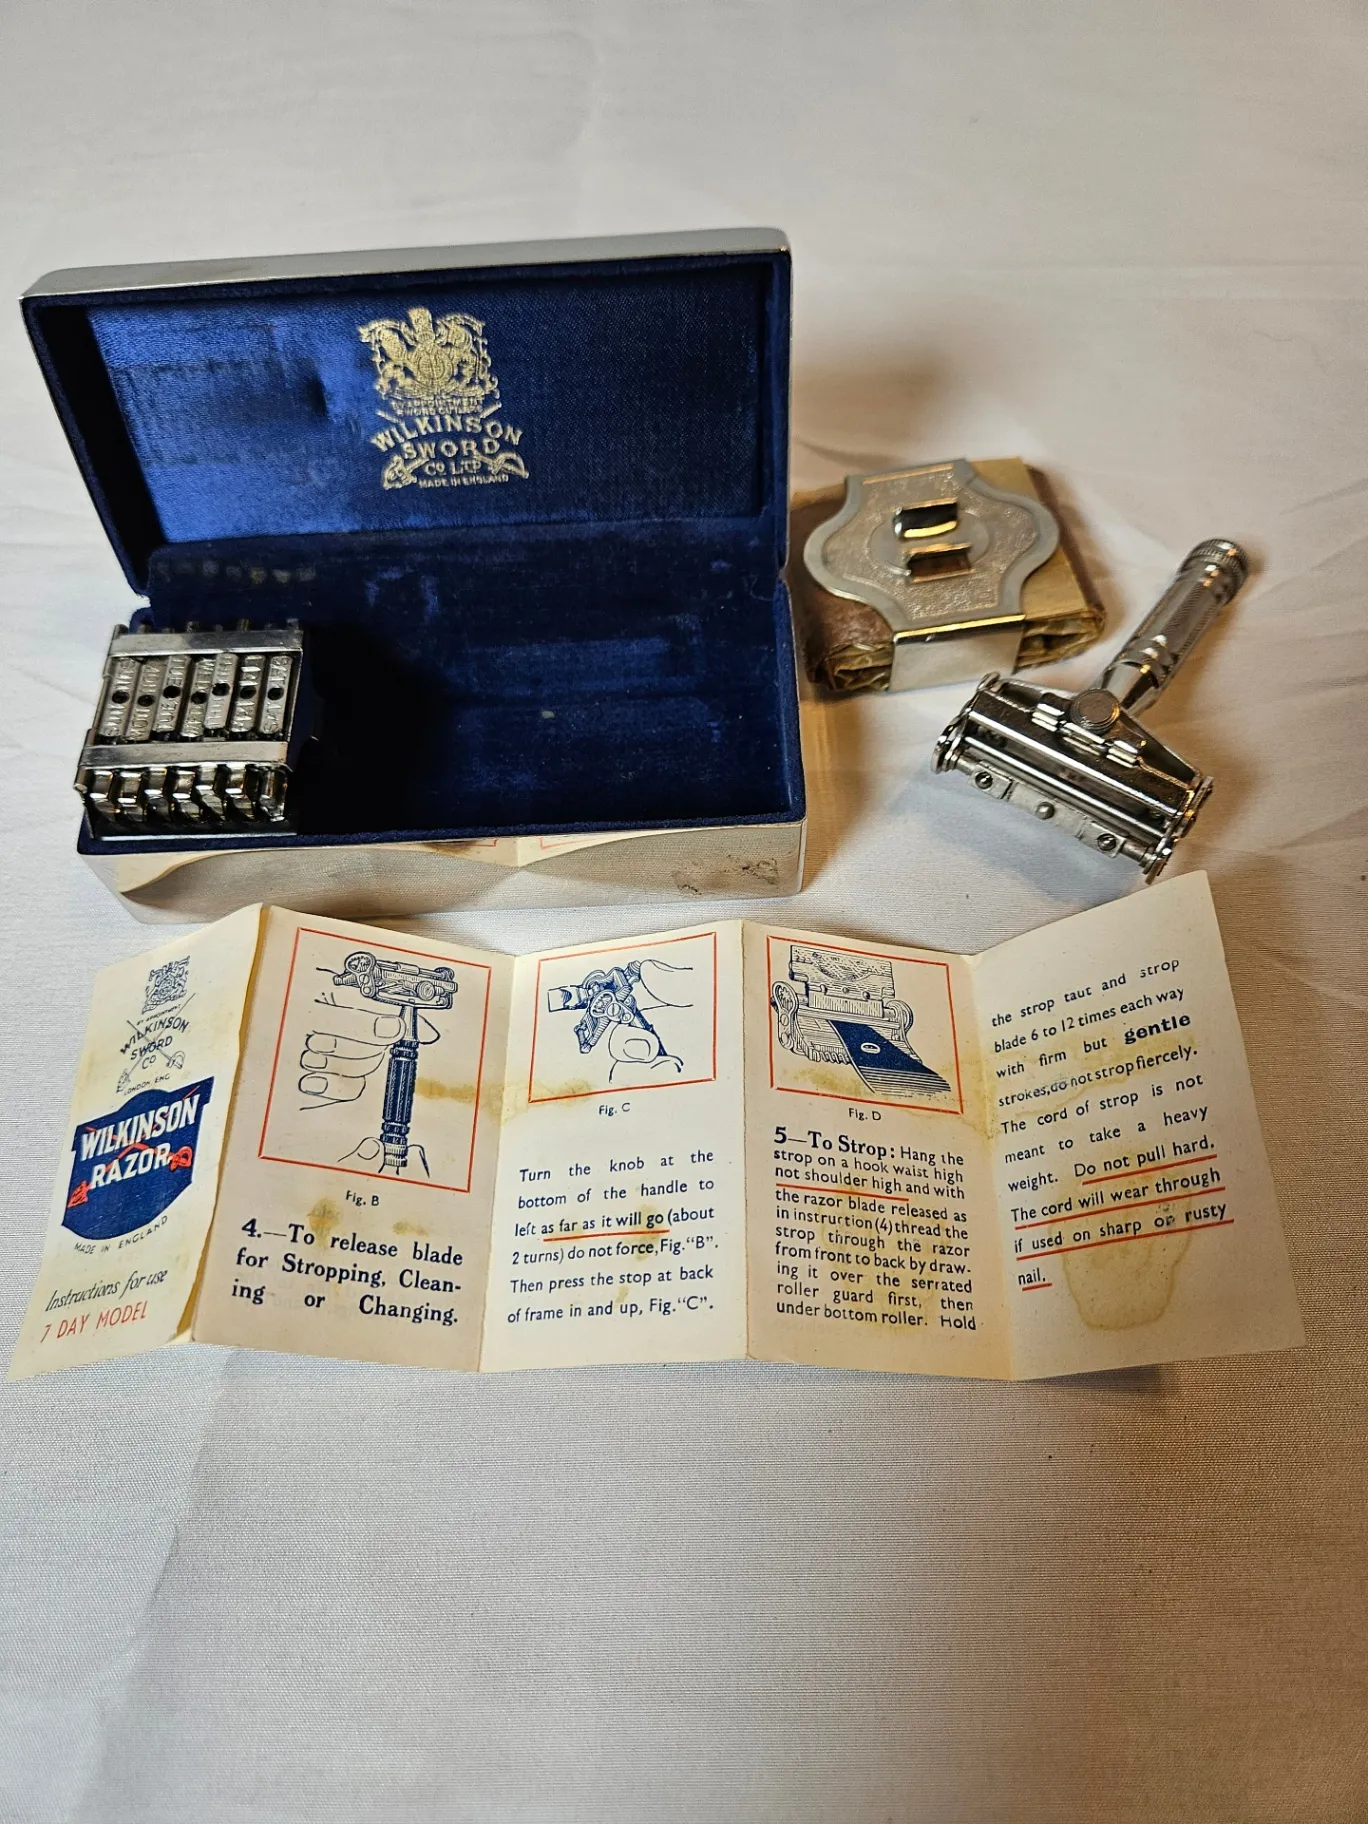 BY APPOINTMENT
SWORD CUTLERS
WILKINSON
SWORD
CO LTD
MADE IN ENGLAND
BY APPOINTMENT
WILKINSON
SWORD
CO
LONDON. ENG
WILKINSON
RAZOR
MADE IN ENGLAND
Instructions for use
7 DAY MODEL
Fig. B
4.—To release blade
for Stropping, Clean-
ing or Changing.
Fig. C
Turn the knob at the
bottom of the handle to
left as far as it will go (about
2 turns) do not force, Fig. "B".
Then press the stop at back
of frame in and up, Fig. "C".
Fig. D
5—To Strop: Hang the
strop on a hook waist high
not shoulder high and with
the razor blade released as
in instruction (4) thread the
strop through the razor
from front to back by draw-
ing it over the serrated
roller guard first, then
under bottom roller. Hold
the strop taut and strop
blade 6 to 12 times each way
with firm but gentle
strokes, do not strop fiercely.
The cord of strop is not
meant to take a heavy
weight. Do not pull hard.
The cord will wear through
if used on sharp or rusty
nail.